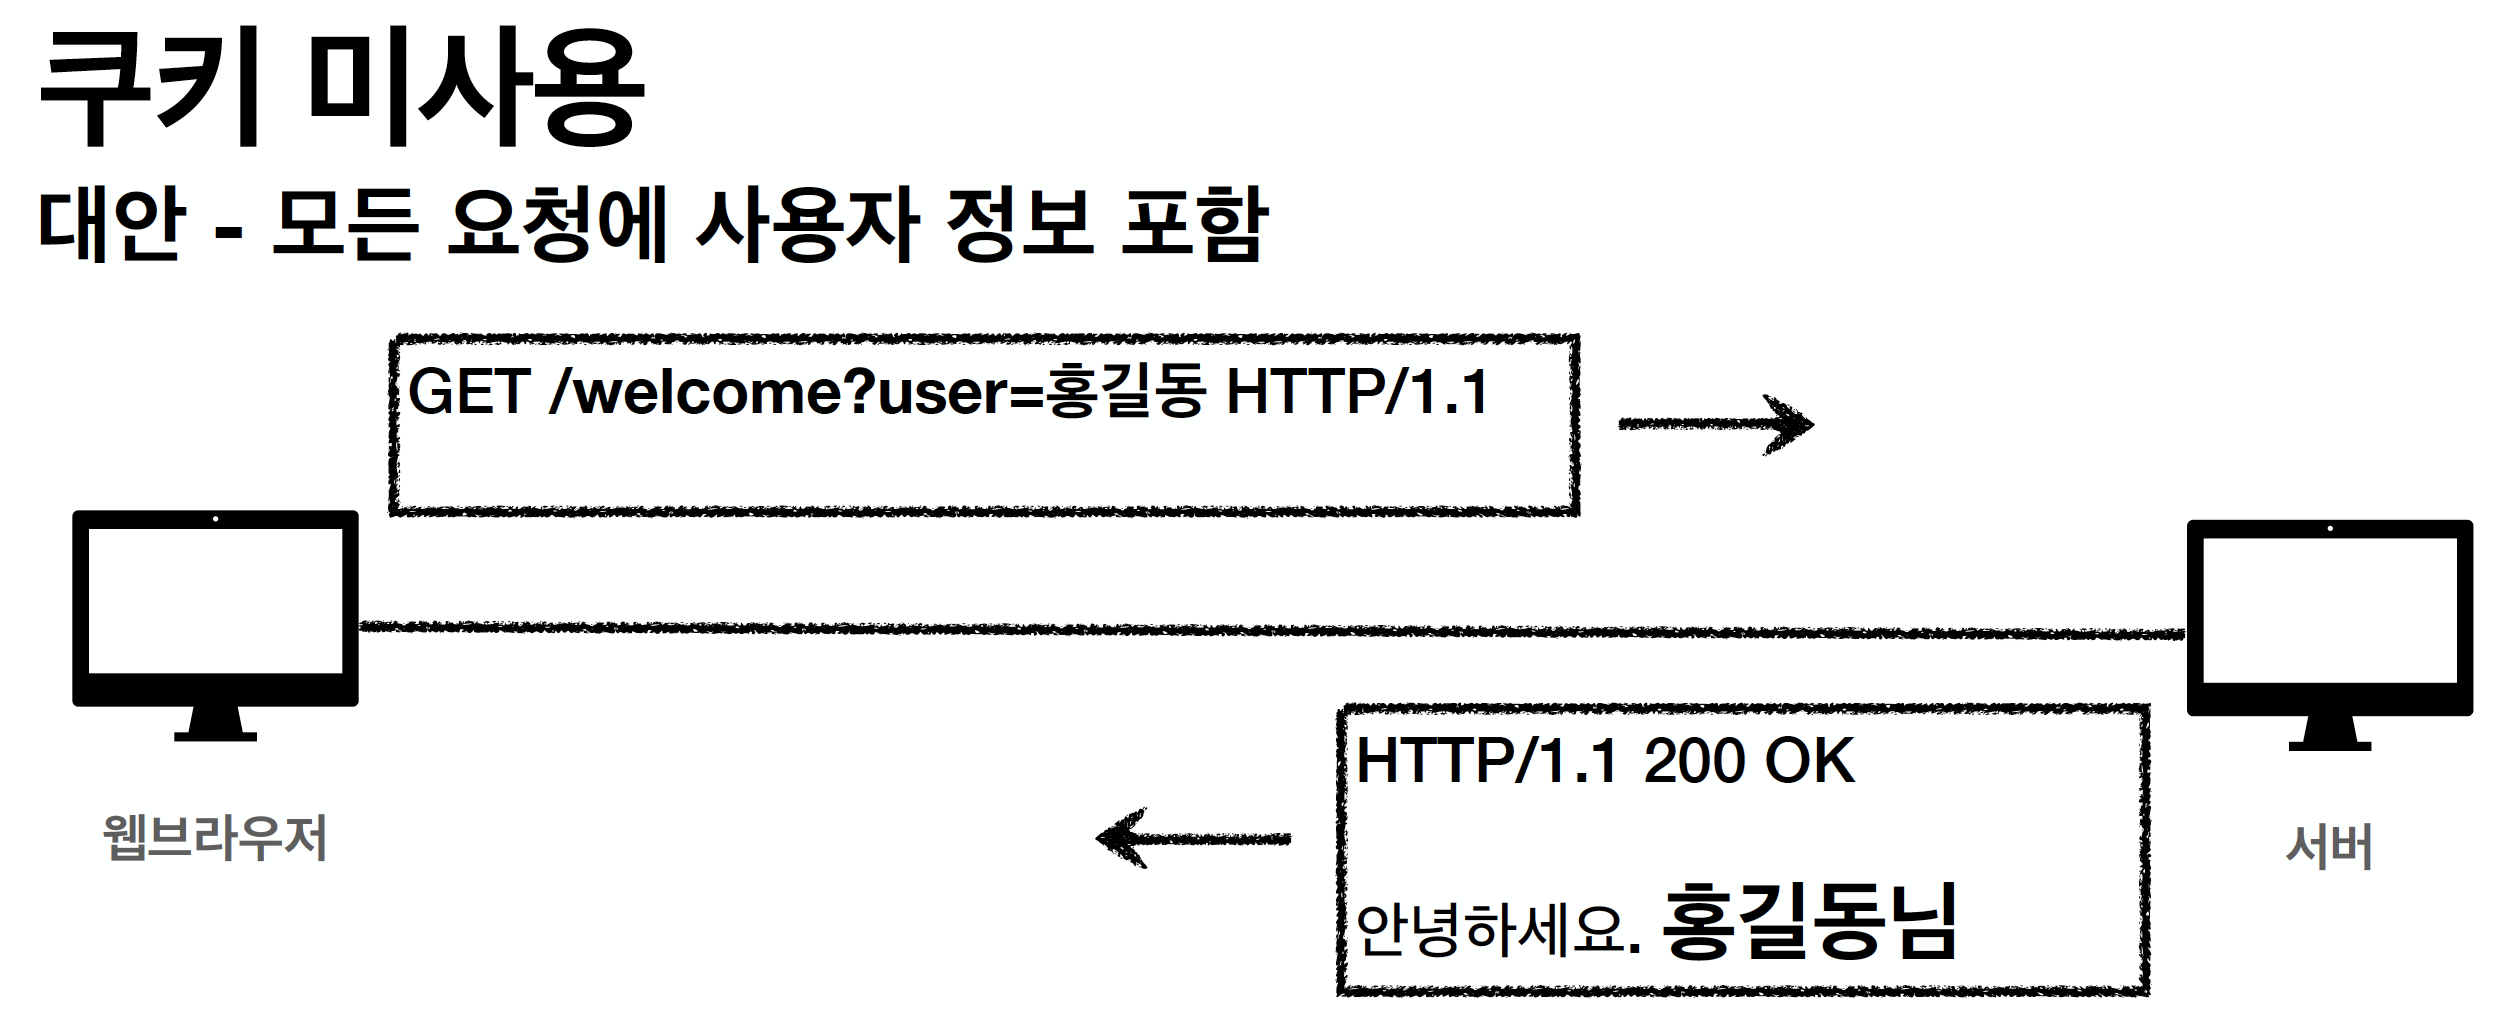 쿠키 미사용
대안 - 모든 요청에 사용자 정보 포함
GET /welcome?user=홍길동 HTTP/1.1
웹브라우저
서버
HTTP/1.1 200 OK
안녕하세요. 홍길동님